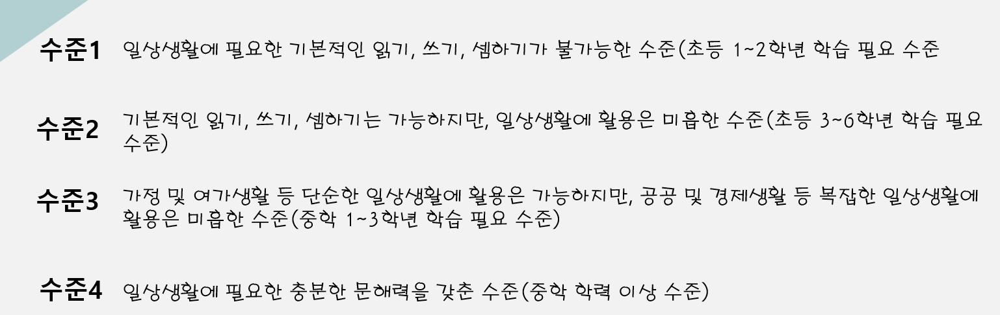 수준1 일상생활에 필요한 기본적인 읽기, 쓰기, 셈하기가 불가능한 수준(초등 1~2학년 학습 필요 수준
수준2 기본적인 읽기, 쓰기, 셈하기는 가능하지만, 일상생활에 활용은 미흡한 수준(초등 3~6학년 학습 필요
수준)
수준3 가정 및 여가생활 등 단순한 일상생활에 활용은 가능하지만, 공공 및 경제생활 등 복잡한 일상생활에
활용은 미흡한 수준(중학 1~3학년 학습 필요 수준)
수준4 일상생활에 필요한 충분한 문해력을 갖춘 수준(중학 학력 이상 수준)